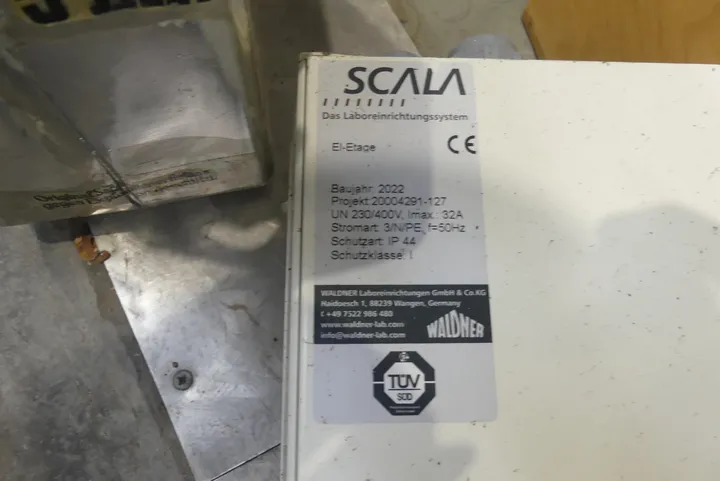 SCALA
Das Laboreinrichtungssystem
El-Etage
CE
Baujahr: 2022
Projekt:20004291-127
UN 230/400V, Imax.: 32A
Stromart: 3/N/PE, f=50Hz
Schutzart: IP 44
Schutzklasse: I
WALDNER Laboreinrichtungen GmbH & Co.KG
Haidoesch 1, 88239 Wangen, Germany
t +49 7522 986 480
www.waldner-lab.com
info@waldner-lab.com
WALDNER
TÜV
SÜD